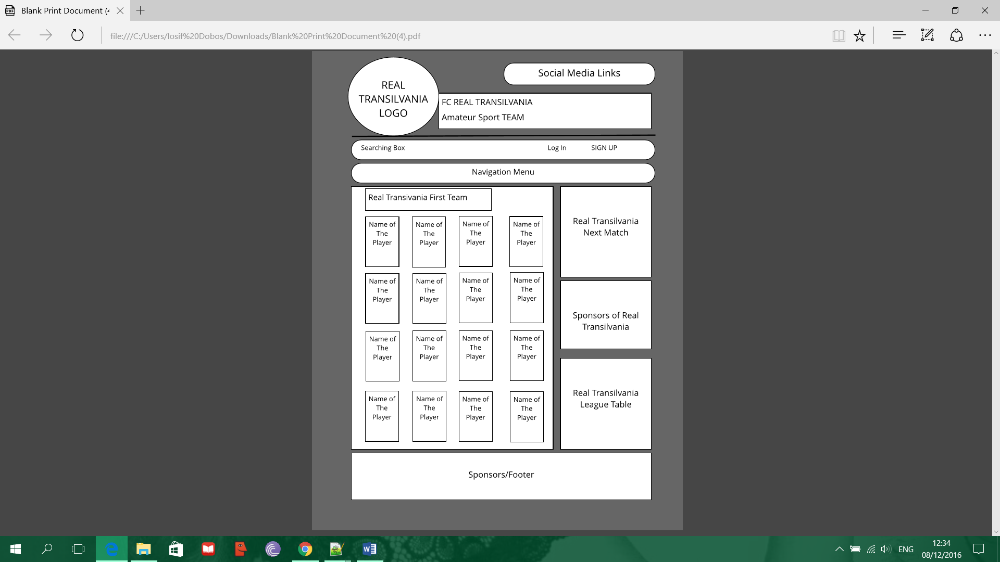 Blank Print Document (4
file:///C:/Users/Iosif%20Dobos/Downloads/Blank%20Print%20Document%20(4).pdf
REAL
TRANSILVANIA
LOGO
Social Media Links
FC REAL TRANSILVANIA
Amateur Sport TEAM
Searching Box Log In SIGN UP
Navigation Menu
Real Transivania First Team
Name of
The
Player
Name of
The
Player
Name of
The
Player
Name of
The
Player
Name of
The
Player
Name of
The
Player
Name of
The
Player
Name of
The
Player
Name of
The
Player
Name of
The
Player
Name of
The
Player
Name of
The
Player
Name of
The
Player
Name of
The
Player
Name of
The
Player
Name of
The
Player
Real Transilvania
Next Match
Sponsors of Real
Transilvania
Real Transilvania
League Table
Sponsors/Footer
ENG
12:34
08/12/2016